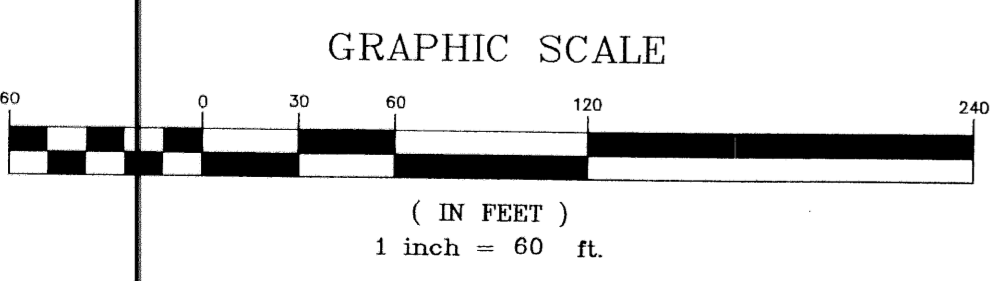 GRAPHIC SCALE
60 0 30 60 120 240
( IN FEET )
1 inch = 60 ft.